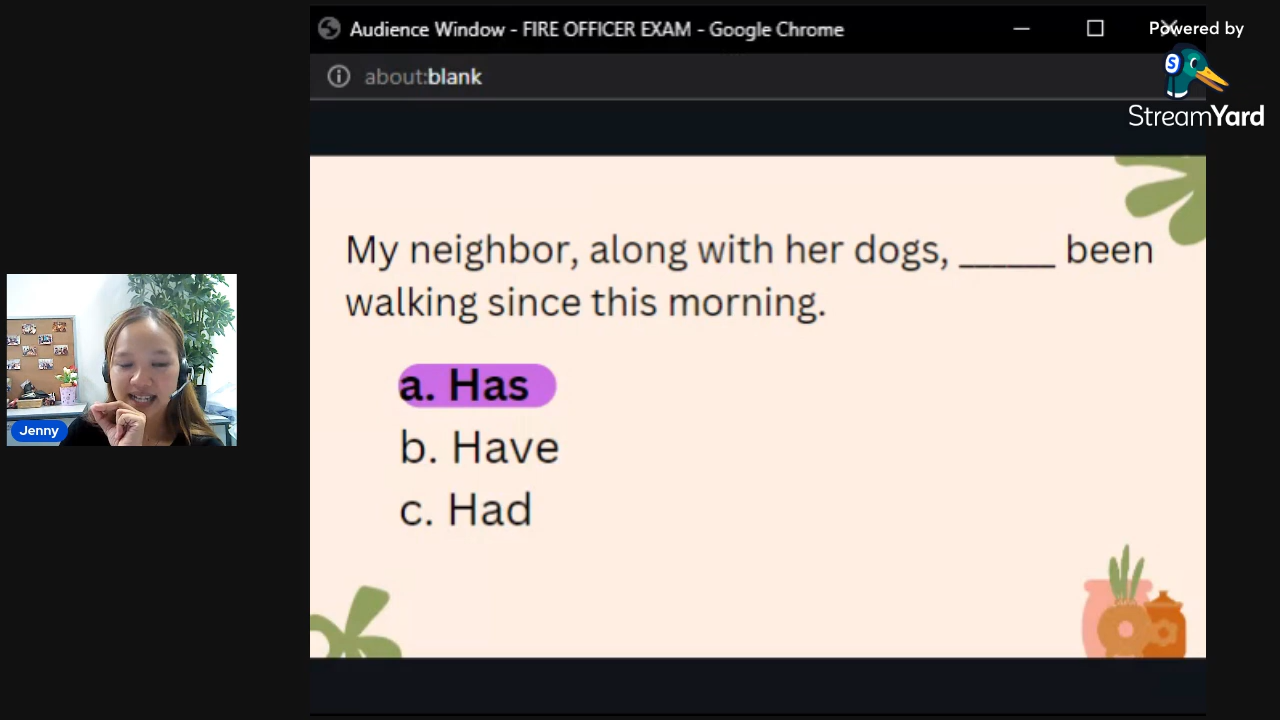 Audience Window - FIRE OFFICER EXAM - Google Chrome
Powered by
about:blank
StreamYard
My neighbor, along with her dogs, _____ been
walking since this morning.
a. Has
b. Have
c. Had
Jenny